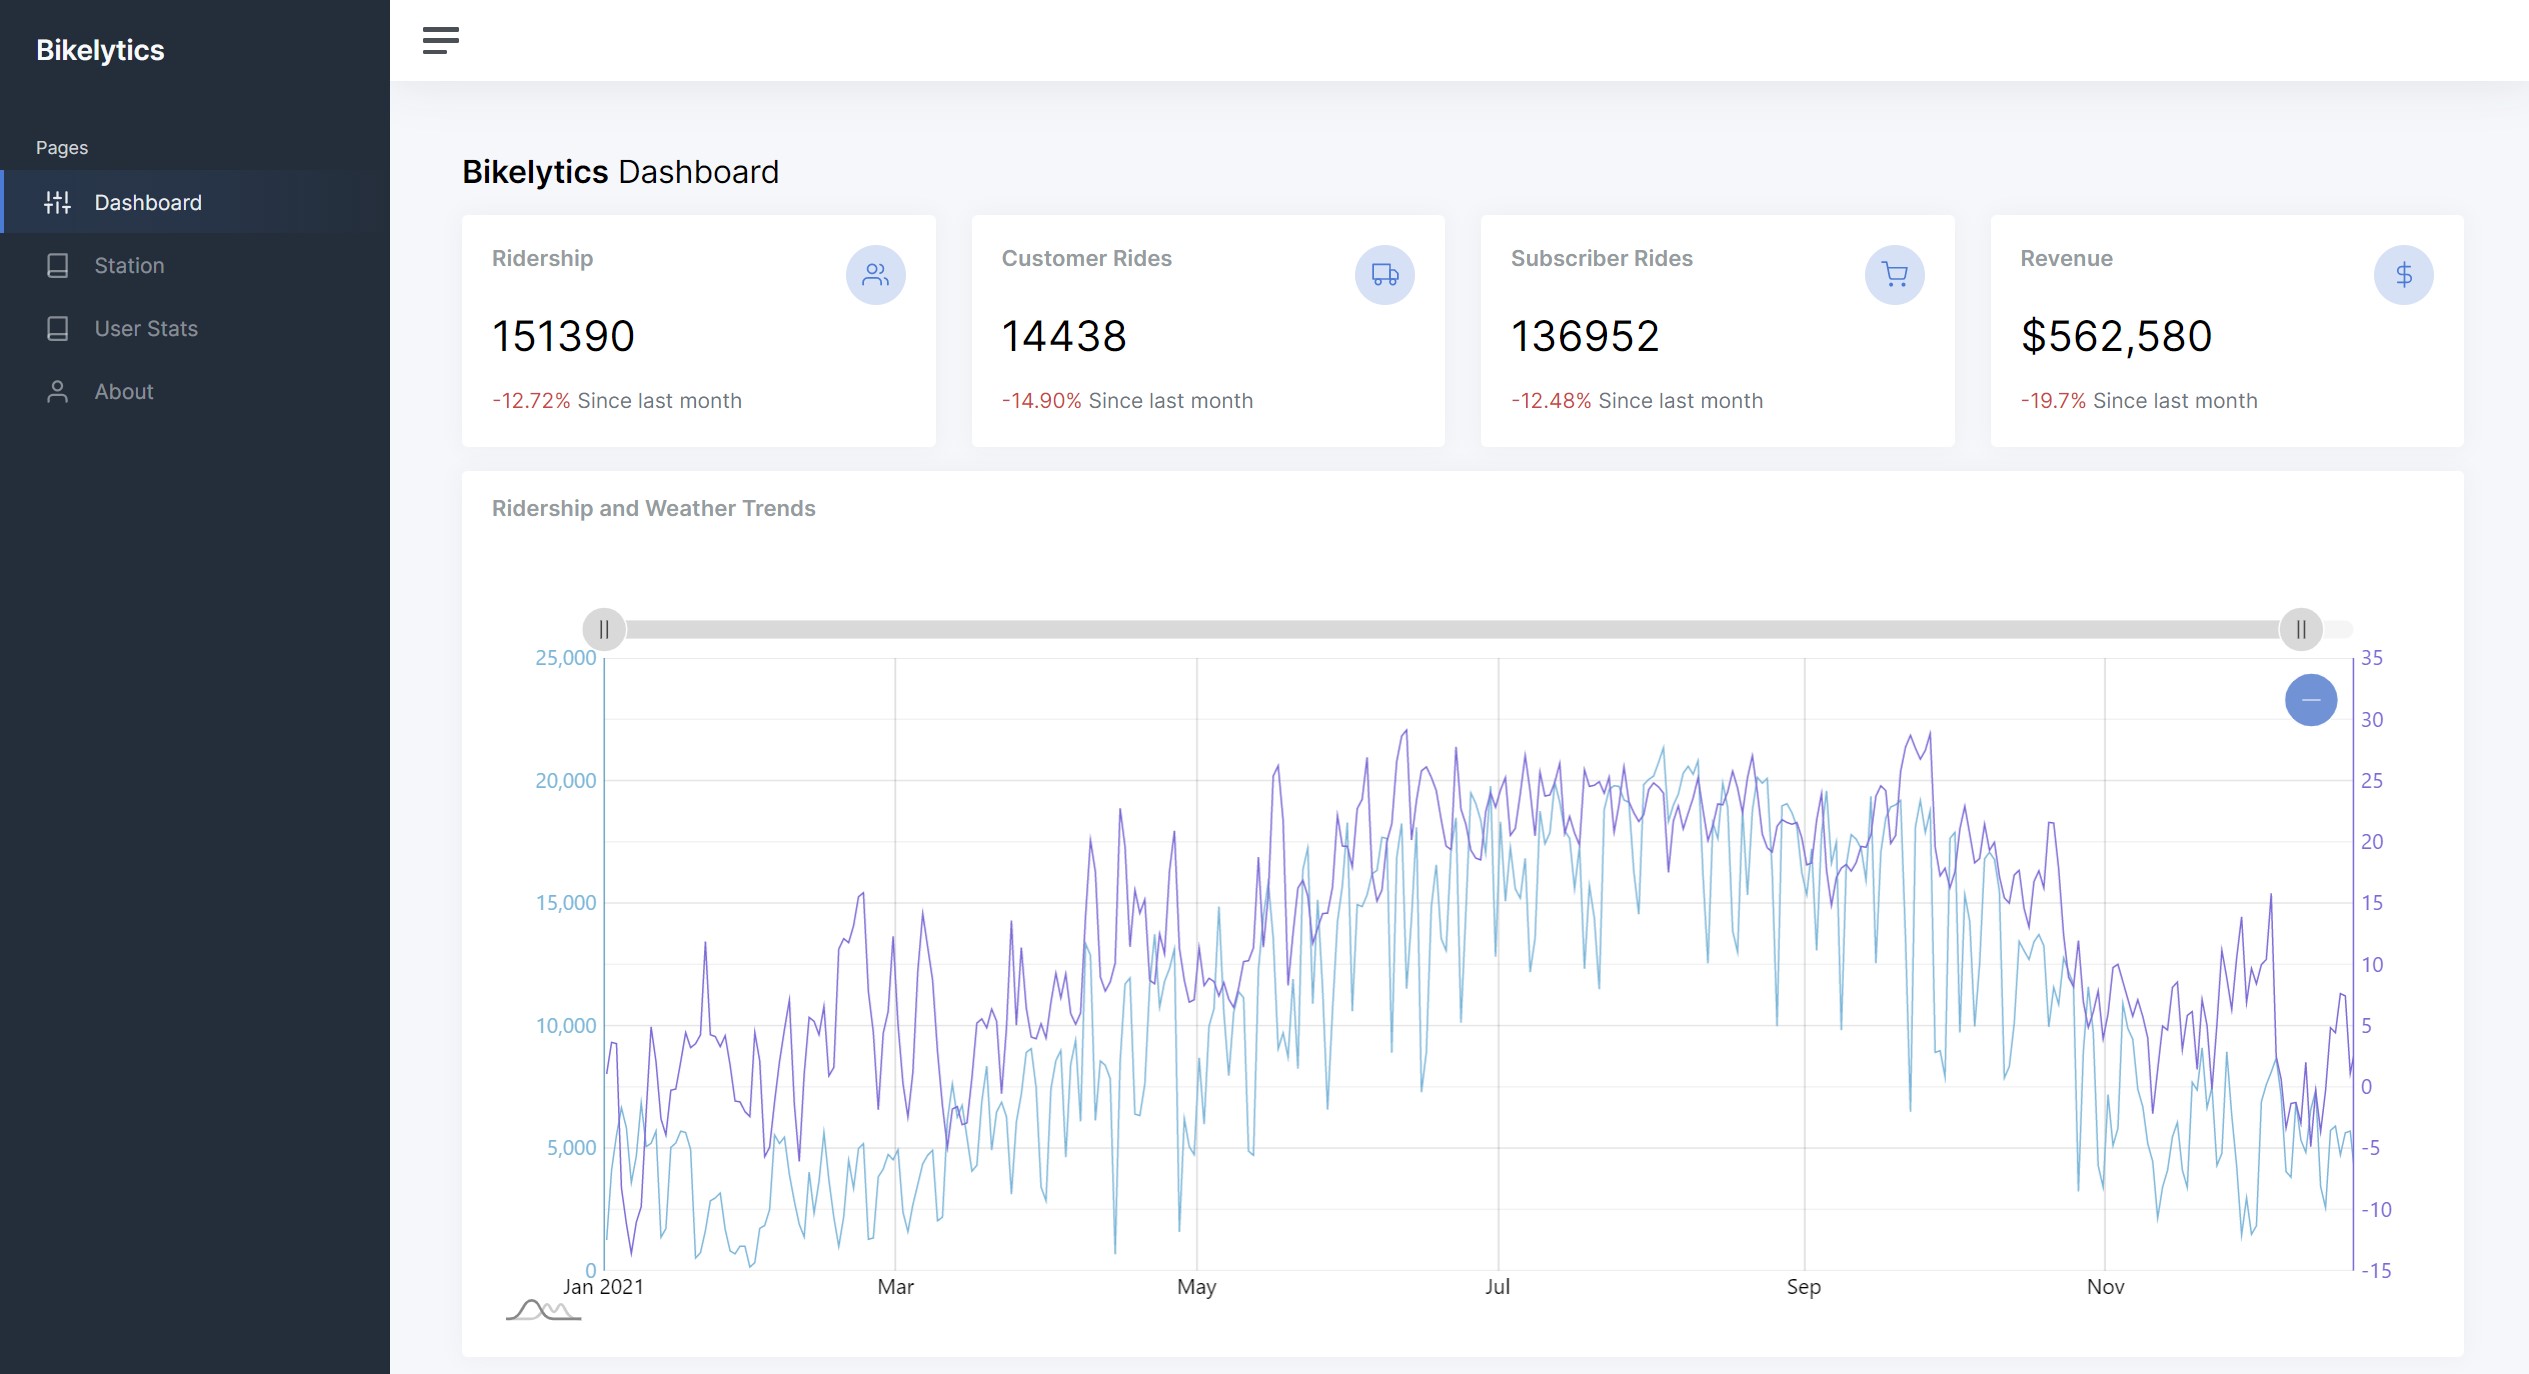 Bikelytics
Pages
Dashboard
Station
User Stats
About
Bikelytics Dashboard
Ridership
151390
-12.72% Since last month
Customer Rides
14438
-14.90% Since last month
Subscriber Rides
136952
-12.48% Since last month
Revenue
$562,580
-19.7% Since last month
Ridership and Weather Trends
25,000
20,000
15,000
10,000
5,000
0
35
30
25
20
15
10
5
0
-5
-10
-15
Jan 2021
Mar
May
Jul
Sep
Nov